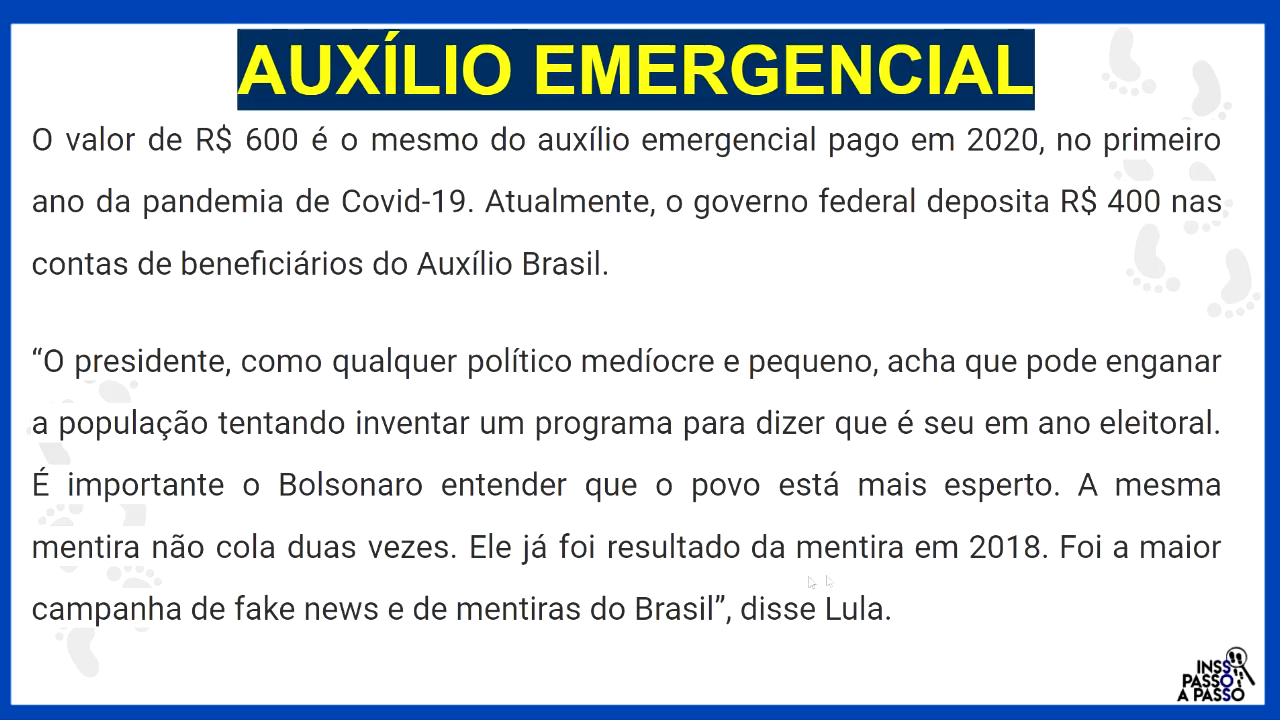 AUXÍLIO EMERGENCIAL
O valor de R$ 600 é o mesmo do auxílio emergencial pago em 2020, no primeiro
ano da pandemia de Covid-19. Atualmente, o governo federal deposita R$ 400 nas
contas de beneficiários do Auxílio Brasil.
“O presidente, como qualquer político medíocre e pequeno, acha que pode enganar
a população tentando inventar um programa para dizer que é seu em ano eleitoral.
É importante o Bolsonaro entender que o povo está mais esperto. A mesma
mentira não cola duas vezes. Ele já foi resultado da mentira em 2018. Foi a maior
campanha de fake news e de mentiras do Brasil”, disse Lula.
INSS
PASSO
A PASSO